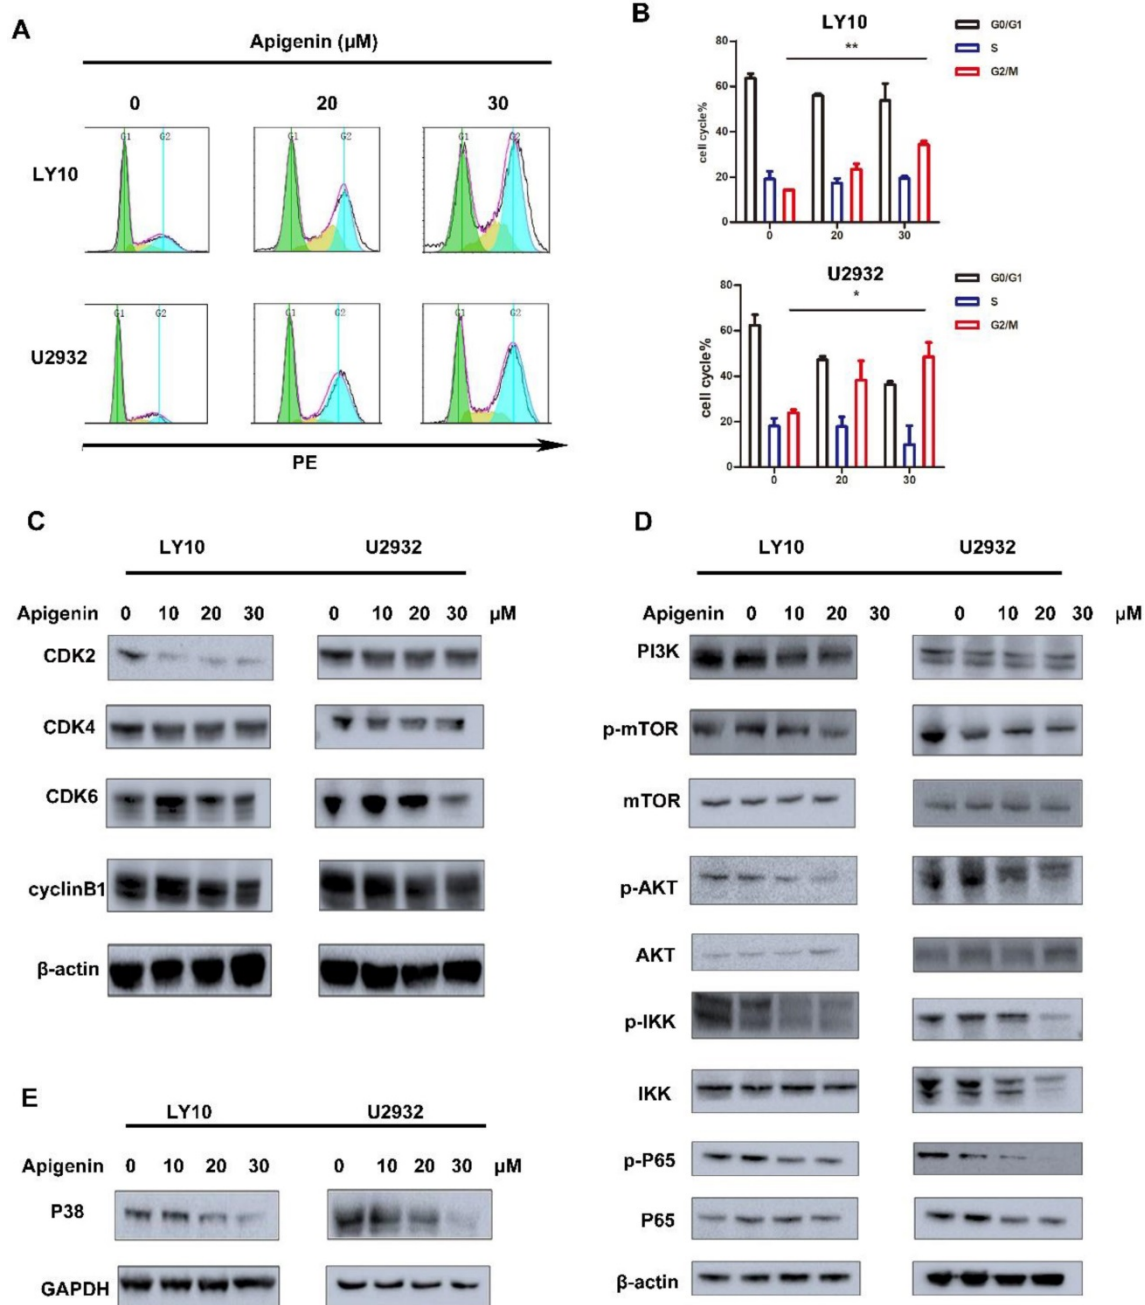 A
Apigenin (μM)
0 20 30
LY10
G1 G2
G1 G2
G1 G2
U2932
G1 G2
G1 G2
G1 G2
PE
B
LY10
G0/G1
S
G2/M
cell cycle%
80
60
40
20
0
**
0 20 30
U2932
G0/G1
S
G2/M
cell cycle%
80
60
40
20
0
*
0 20 30
C
LY10 U2932
Apigenin 0 10 20 30 0 10 20 30 μM
CDK2
CDK4
CDK6
cyclinB1
β-actin
D
LY10 U2932
Apigenin 0 10 20 30 0 10 20 30 μM
PI3K
p-mTOR
mTOR
p-AKT
AKT
p-IKK
IKK
p-P65
P65
β-actin
E
LY10 U2932
Apigenin 0 10 20 30 0 10 20 30 μM
P38
GAPDH